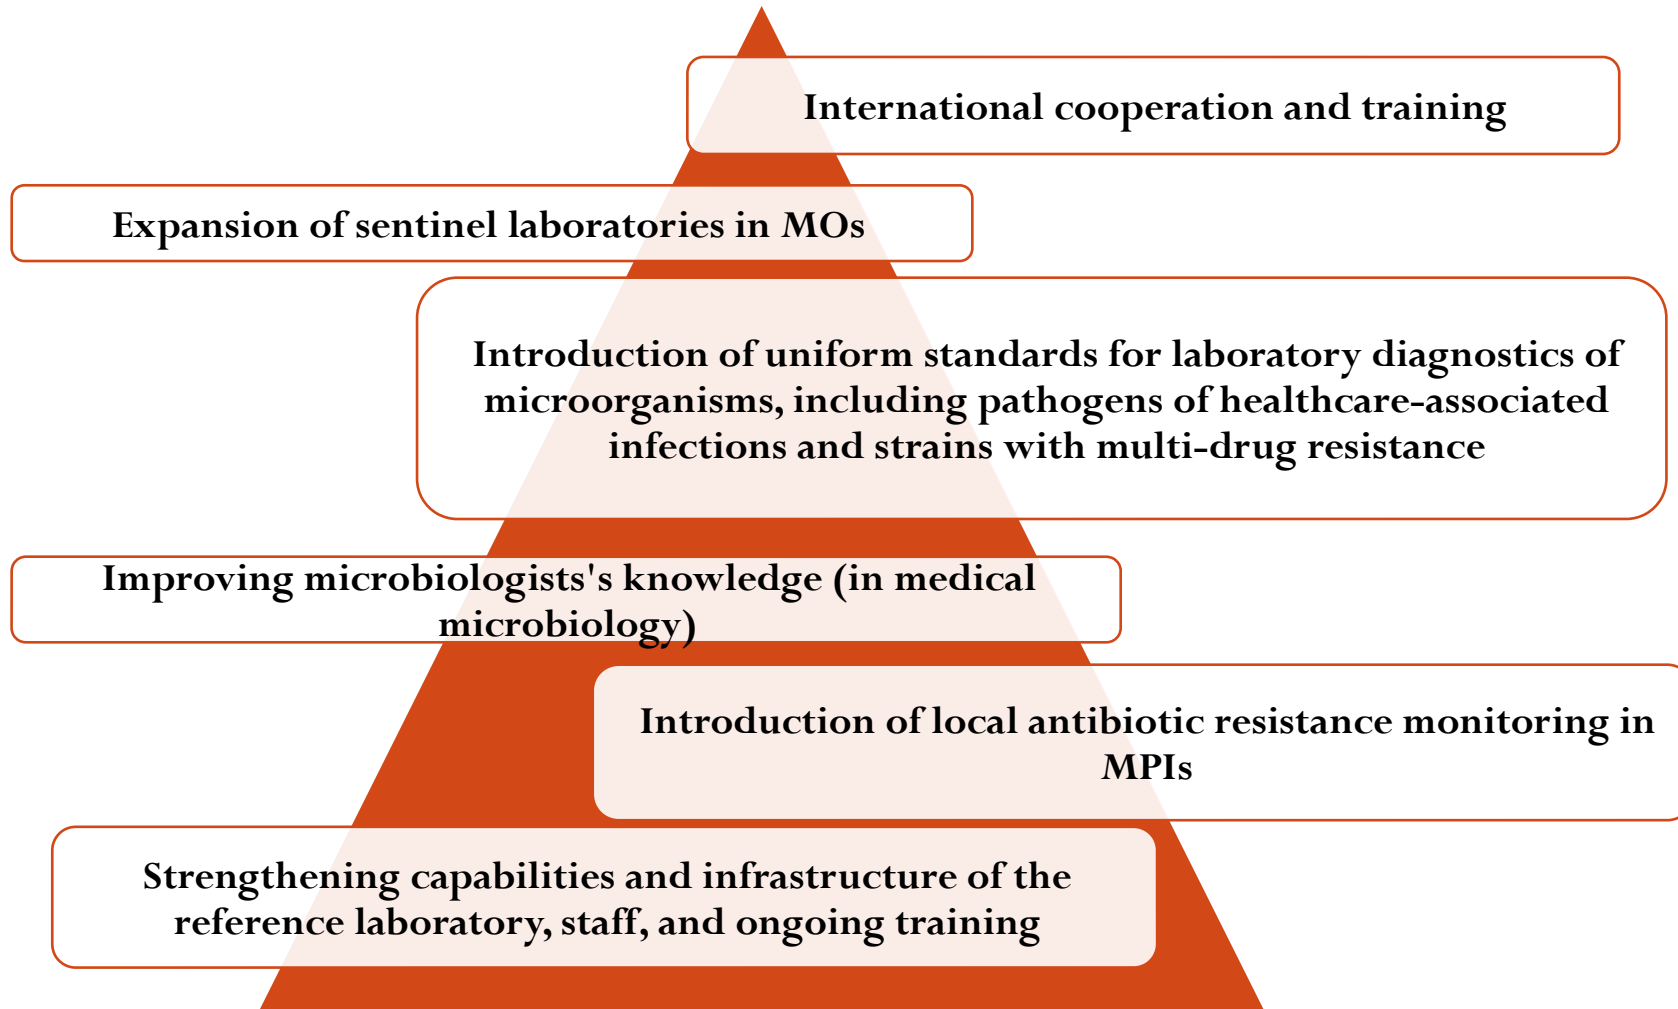 International cooperation and training
Expansion of sentinel laboratories in MOs
Introduction of uniform standards for laboratory diagnostics of
microorganisms, including pathogens of healthcare-associated
infections and strains with multi-drug resistance
Improving microbiologists's knowledge (in medical
microbiology)
Introduction of local antibiotic resistance monitoring in
MPIs
Strengthening capabilities and infrastructure of the
reference laboratory, staff, and ongoing training